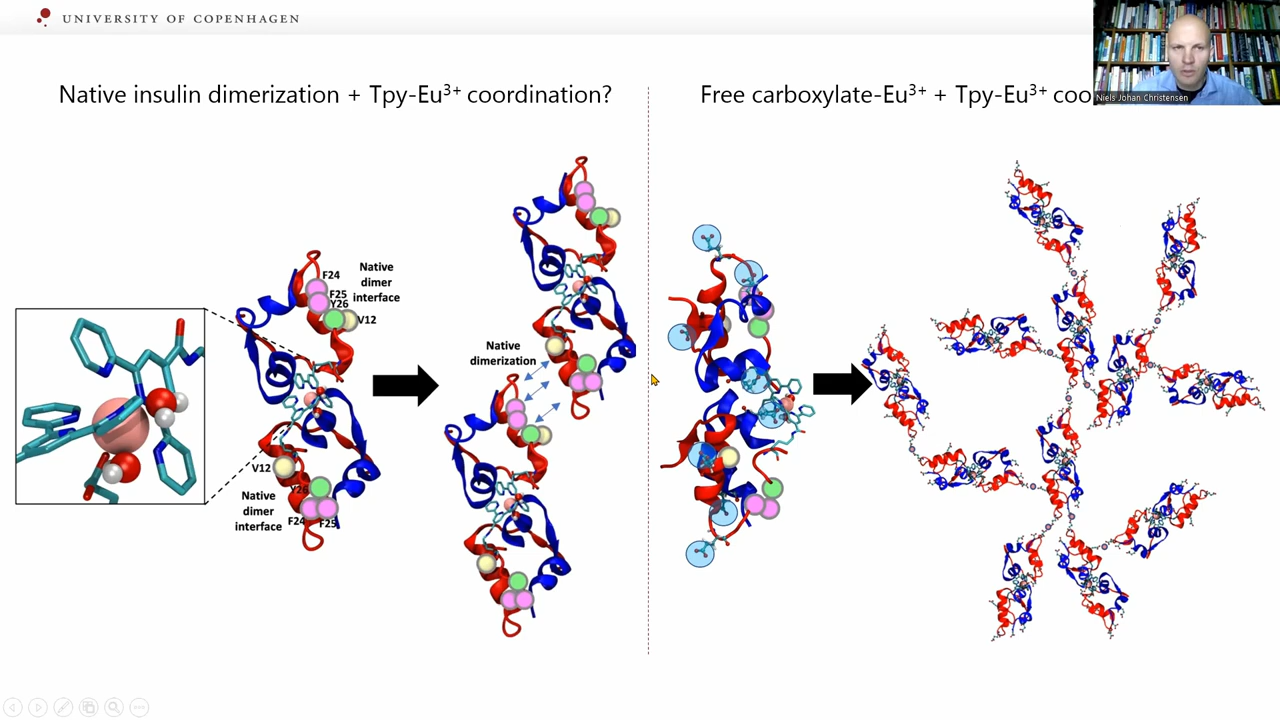 UNIVERSITY OF COPENHAGEN
Native insulin dimerization + Tpy-Eu³⁺ coordination?
Free carboxylate-Eu³⁺ + Tpy-Eu³⁺ coo
Niels Johan Christensen
F24
F25
Y26
V12
Native
dimer
interface
V12
Y26
F24
F25
Native
dimer
interface
Native
dimerization